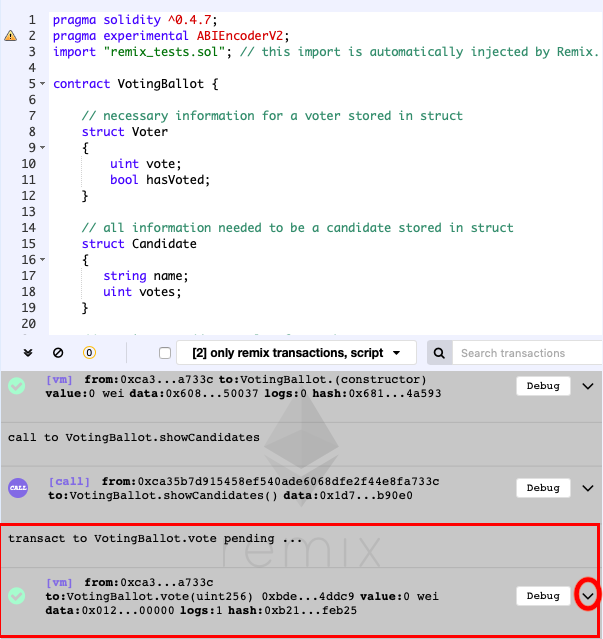 1 pragma solidity ^0.4.7;
2 pragma experimental ABIEncoderV2;
3 import "remix_tests.sol"; // this import is automatically injected by Remix.
4
5 contract VotingBallot {
6
7 // necessary information for a voter stored in struct
8 struct Voter
9 {
10 uint vote;
11 bool hasVoted;
12 }
13
14 // all information needed to be a candidate stored in struct
15 struct Candidate
16 {
17 string name;
18 uint votes;
19 }
20
0 [2] only remix transactions, script Search transactions
[vm] from:0xca3...a733c to:VotingBallot.(constructor)
value:0 wei data:0x608...50037 logs:0 hash:0x681...4a593
Debug
call to VotingBallot.showCandidates
CALL [call] from:0xca35b7d915458ef540ade6068dfe2f44e8fa733c
to:VotingBallot.showCandidates() data:0x1d7...b90e0
Debug
transact to VotingBallot.vote pending ...
remix
[vm] from:0xca3...a733c
to:VotingBallot.vote(uint256) 0xbde...4ddc9 value:0 wei
data:0x012...00000 logs:1 hash:0xb21...feb25
Debug